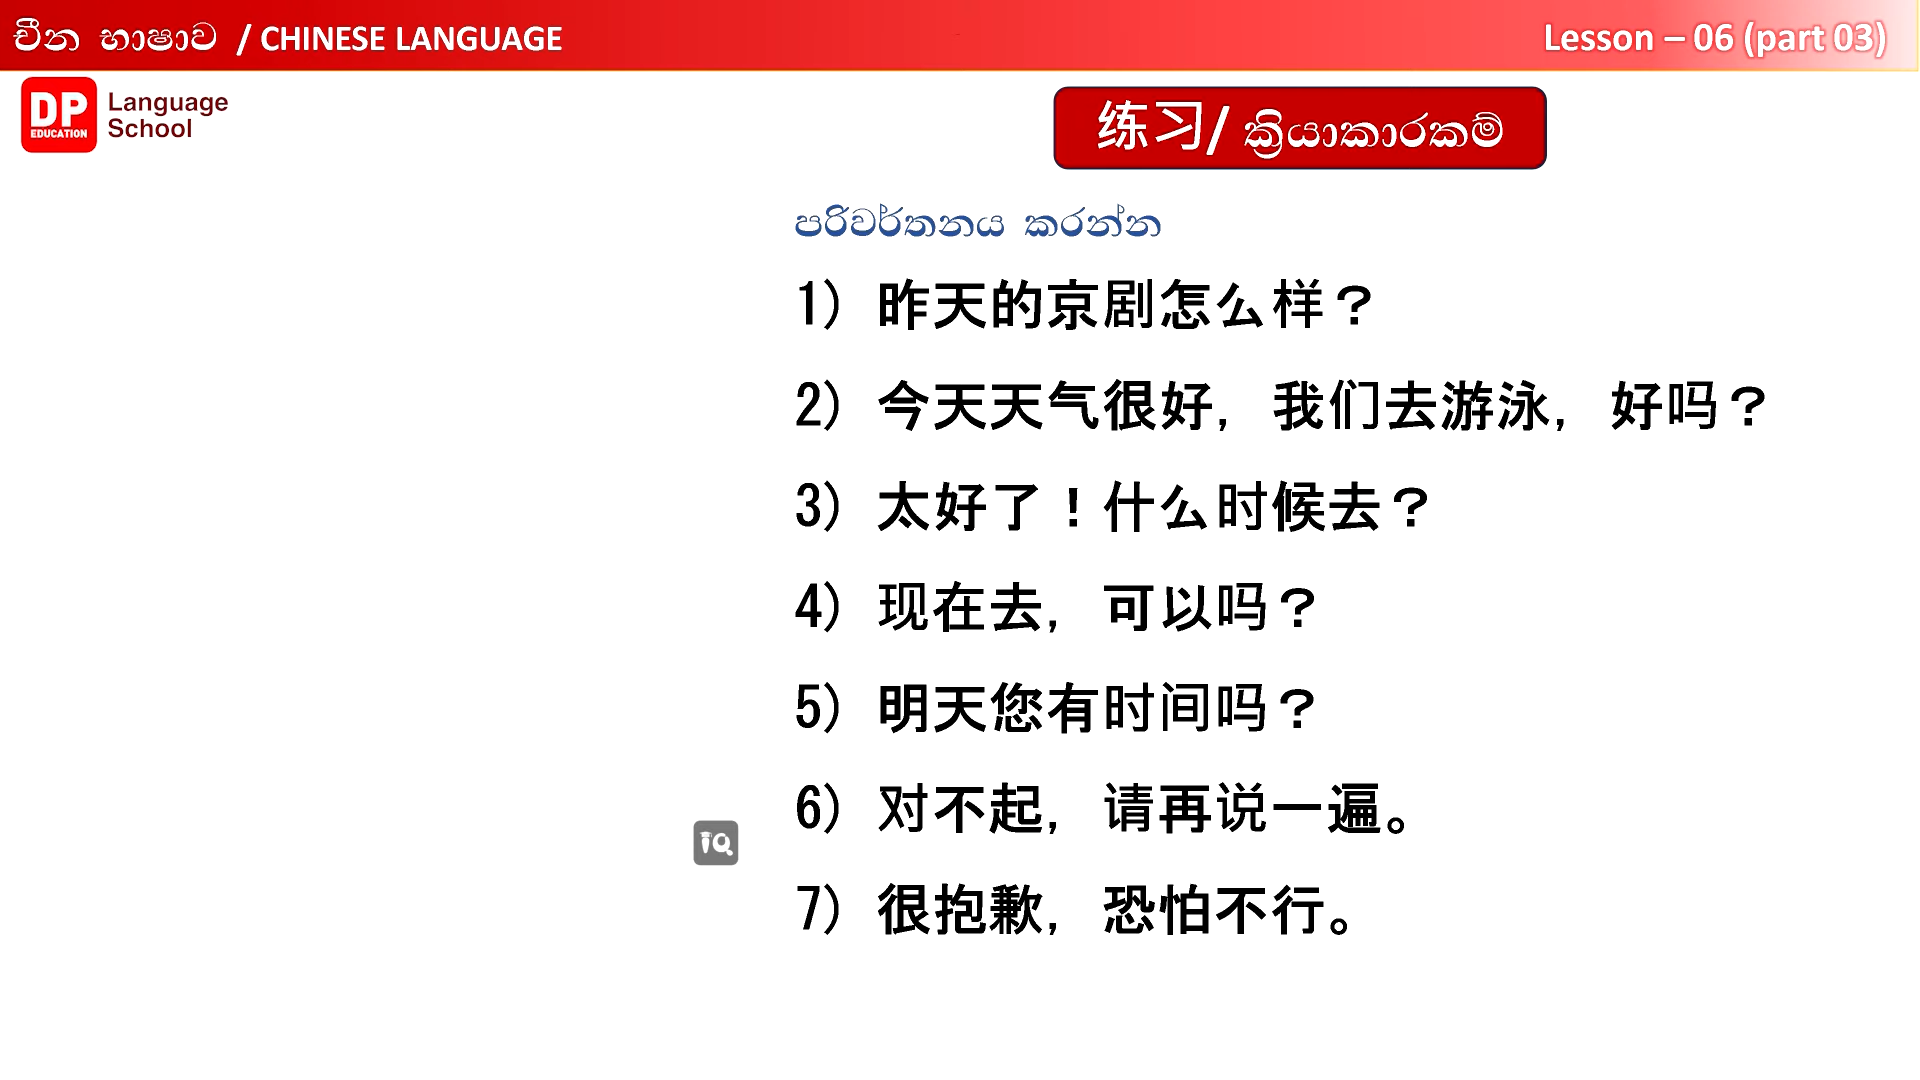 චීන භාෂාව / CHINESE LANGUAGE
Lesson – 06 (part 03)
DP
EDUCATION
Language
School
练习/ ක්‍රියාකාරකම්
පරිවර්තනය කරන්න
1) 昨天的京剧怎么样？
2) 今天天气很好, 我们去游泳, 好吗？
3) 太好了！什么时候去？
4) 现在去, 可以吗？
5) 明天您有时间吗？
6) 对不起, 请再说一遍。
iQ
7) 很抱歉, 恐怕不行。